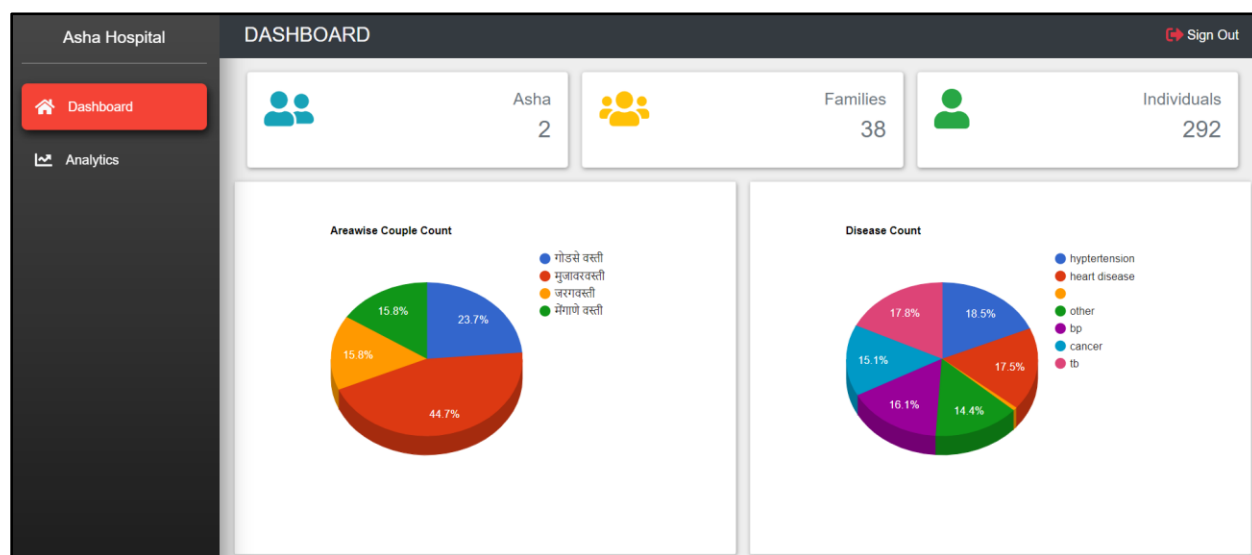 Asha Hospital
DASHBOARD
Sign Out
Dashboard
Analytics
Asha
2
Families
38
Individuals
292
Areawise Couple Count
गोडसे वस्ती
मुजावरवस्ती
जरगवस्ती
मेंगाणे वस्ती
15.8%
23.7%
15.8%
44.7%
Disease Count
hyptertension
heart disease
other
bp
cancer
tb
17.8%
18.5%
15.1%
17.5%
16.1%
14.4%